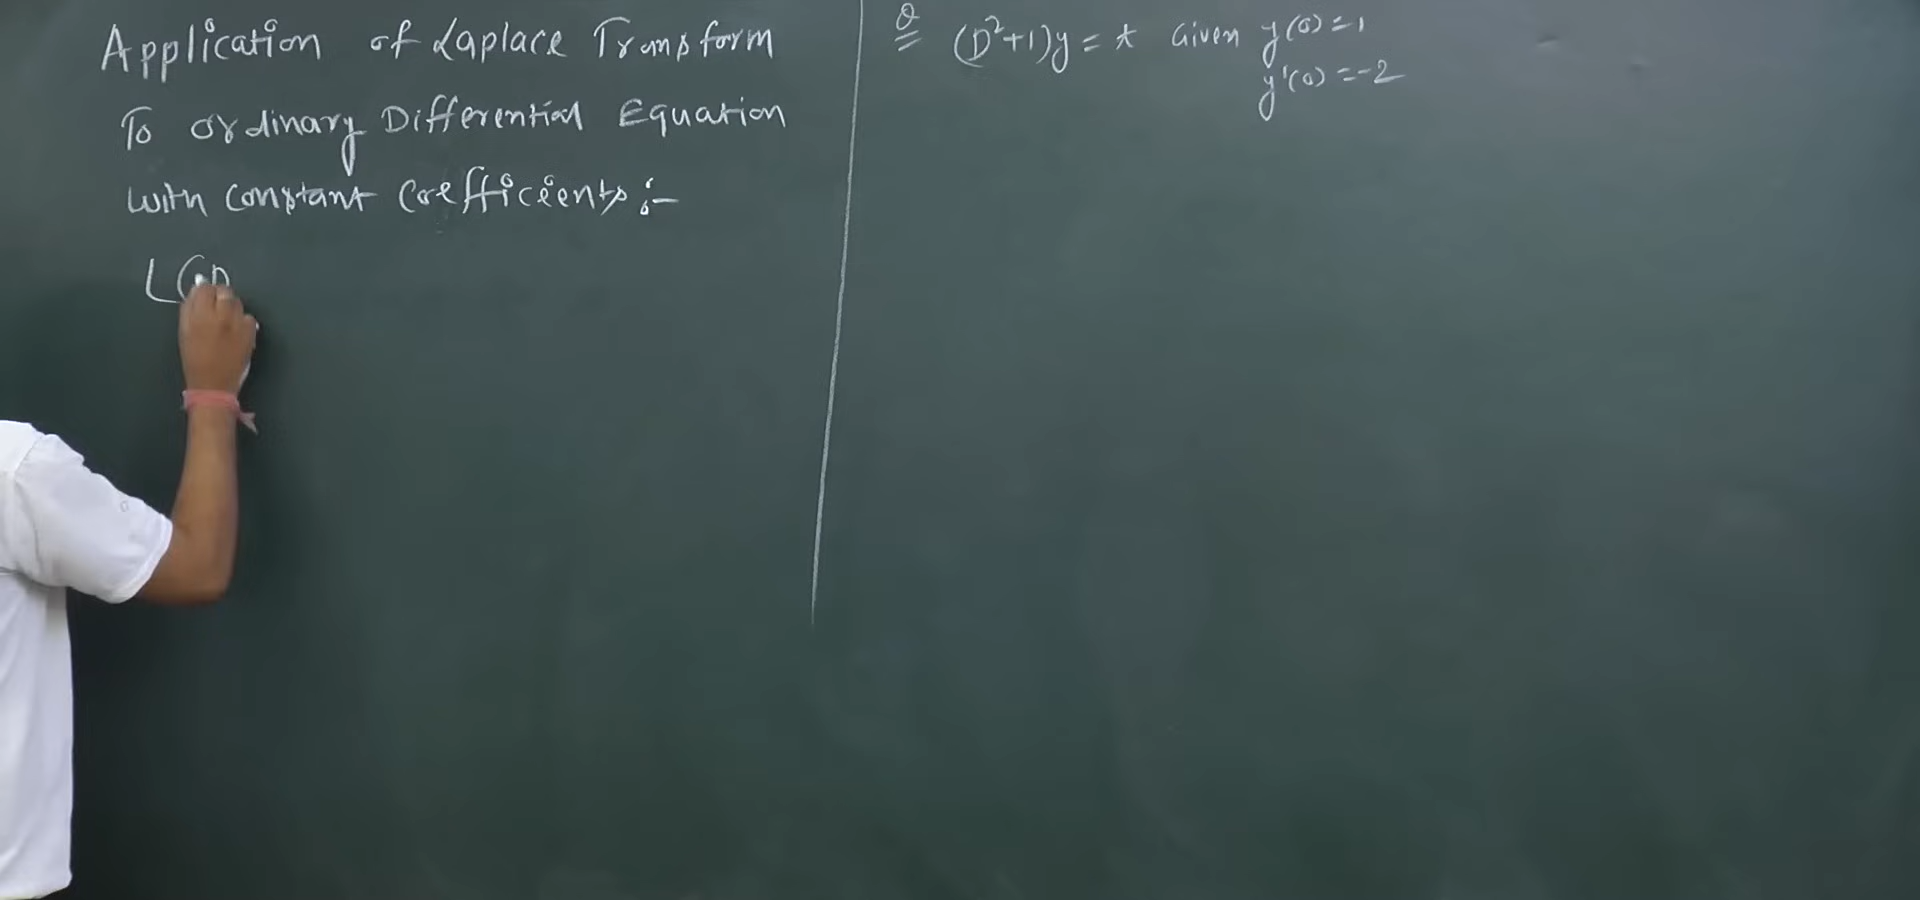 Application of Laplace Transform
To Ordinary Differential Equation
with constant coefficients :-
L(D
Q (D²+1)y = t Given y(0)=1
y'(0)=-2